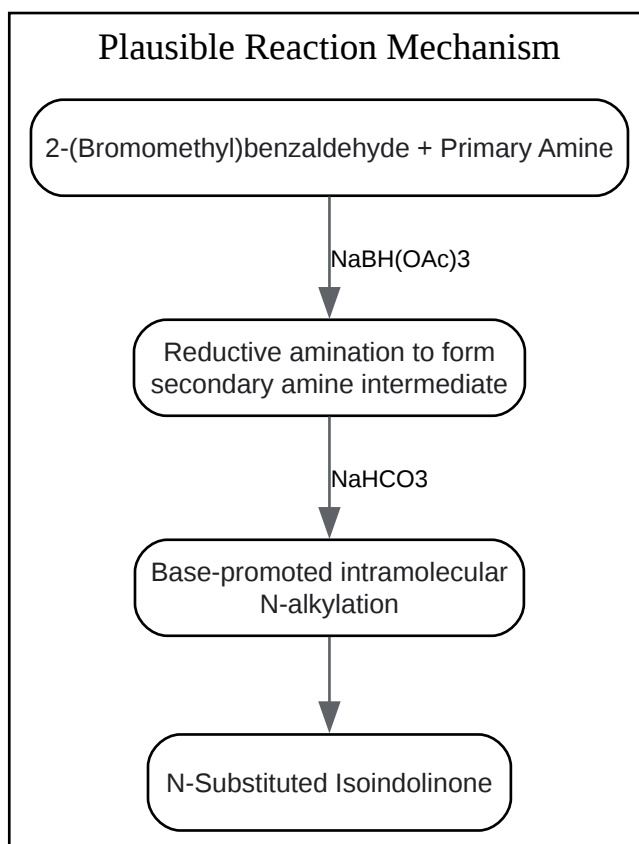 Plausible Reaction Mechanism
2-(Bromomethyl)benzaldehyde + Primary Amine
NaBH(OAc)3
Reductive amination to form
secondary amine intermediate
NaHCO3
Base-promoted intramolecular
N-alkylation
N-Substituted Isoindolinone